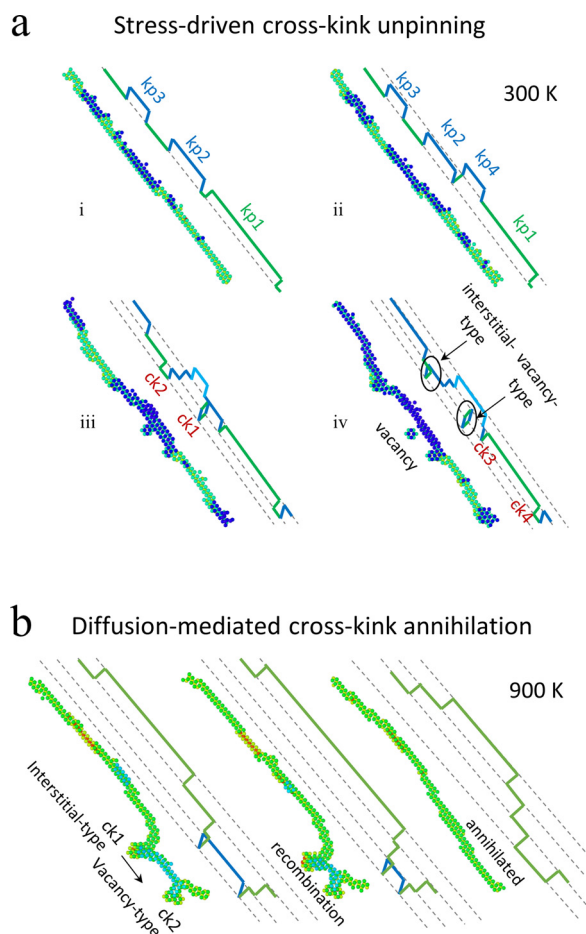 a
Stress-driven cross-kink unpinning
300 K
kp3
kp2
kp1
i
kp3
kp2
kp4
kp1
ii
ck2
ck1
iii
interstitial-
type
vacancy-
type
iv
vacancy
ck3
ck4
b
Diffusion-mediated cross-kink annihilation
900 K
Interstitial-type
ck1
Vacancy-type
ck2
recombination
annihilated